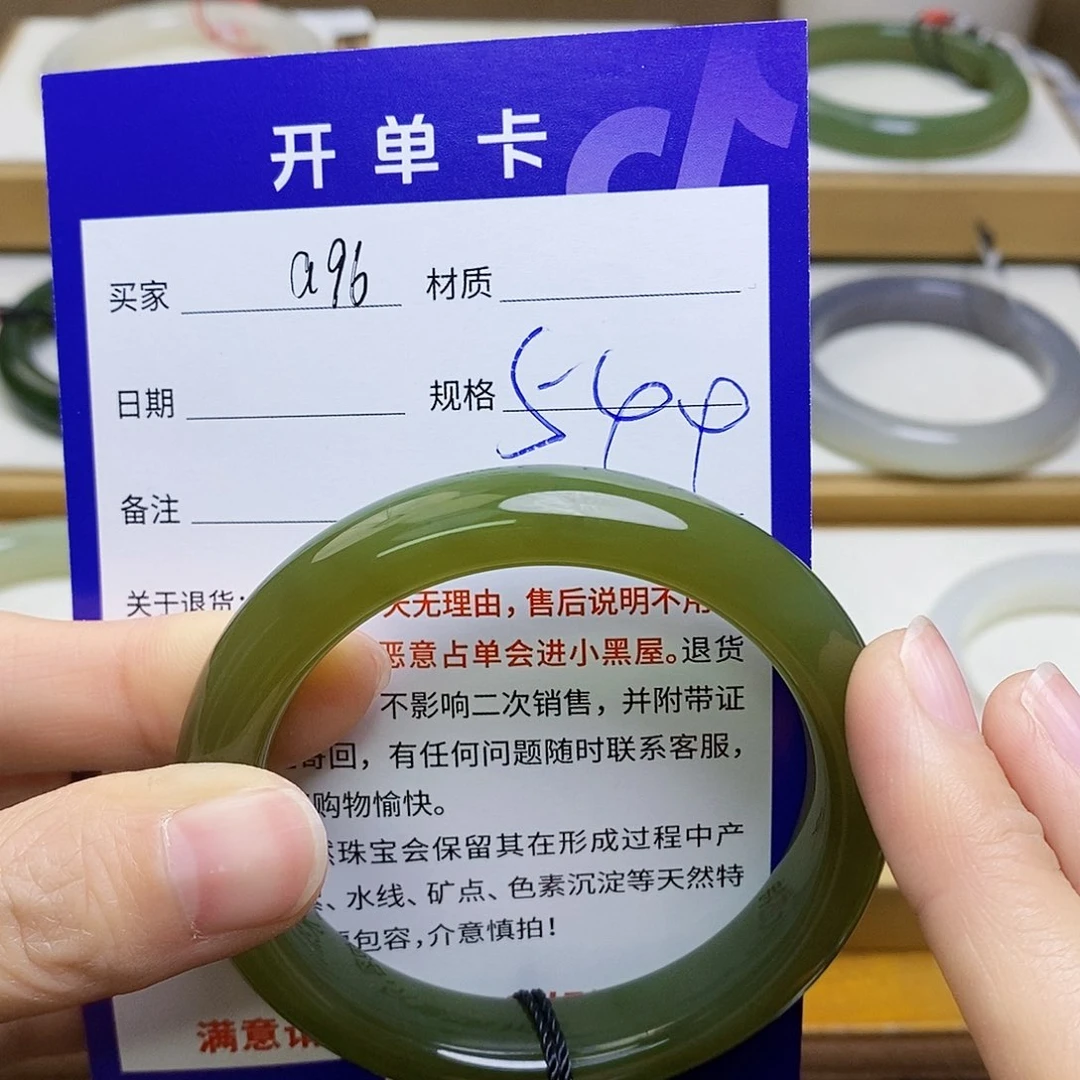 开单卡
买家 a96 材质
日期 规格 544
备注
关于退货: 天无理由,售后说明不用
恶意占单会进小黑屋。退货
不影响二次销售,并附带证
寄回,有任何问题随时联系客服,
购物愉快。
然珠宝会保留其在形成过程中产
、水线、矿点、色素沉淀等天然特
包容,介意慎拍!
满意请